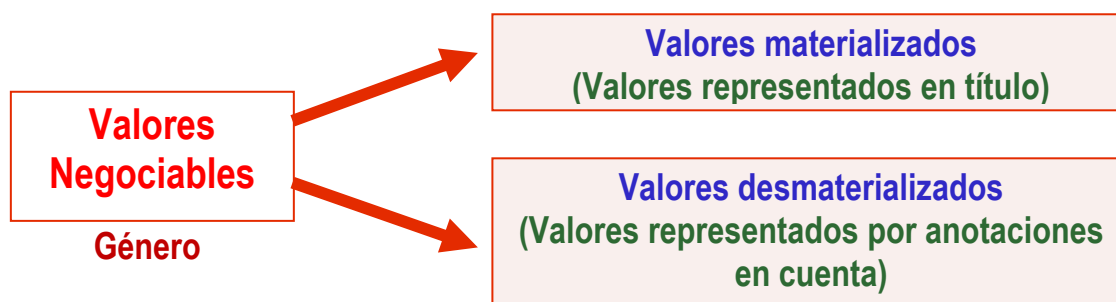 Valores
Negociables
Género
Valores materializados
(Valores representados en título)
Valores desmaterializados
(Valores representados por anotaciones
en cuenta)